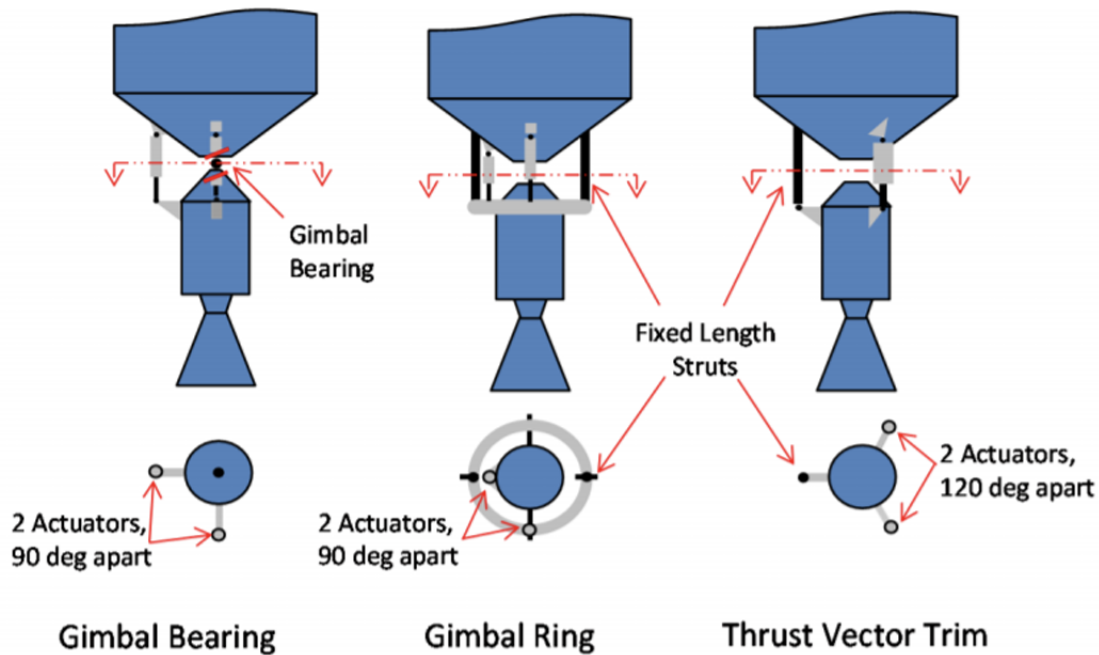 Gimbal
Bearing
Fixed Length
Struts
2 Actuators,
90 deg apart
2 Actuators,
90 deg apart
2 Actuators,
120 deg apart
Gimbal Bearing
Gimbal Ring
Thrust Vector Trim